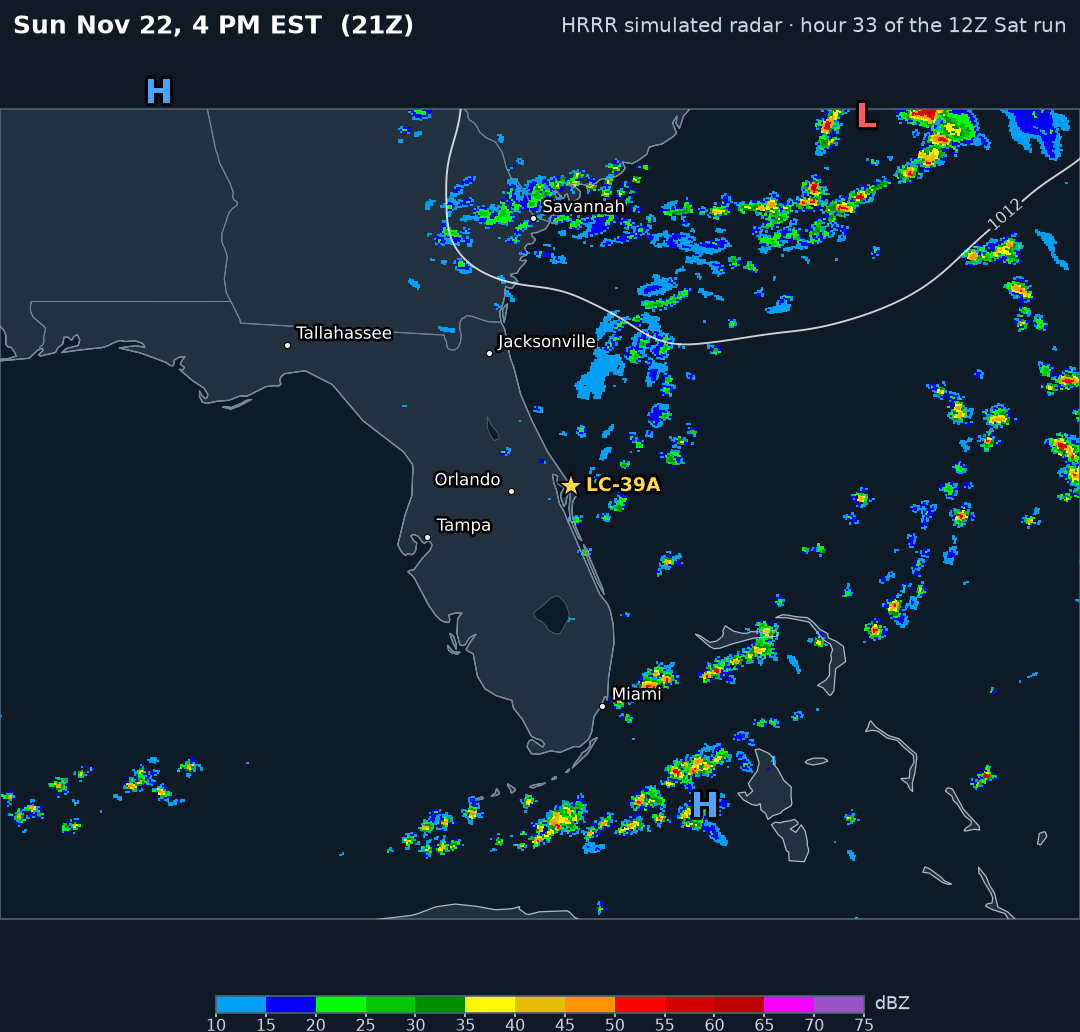 Sun Nov 22, 4 PM EST (21Z)
HRRR simulated radar · hour 33 of the 12Z Sat run
H
L
Savannah
1012
Tallahassee
Jacksonville
Orlando
LC-39A
Tampa
Miami
H
dBZ
10 15 20 25 30 35 40 45 50 55 60 65 70 75